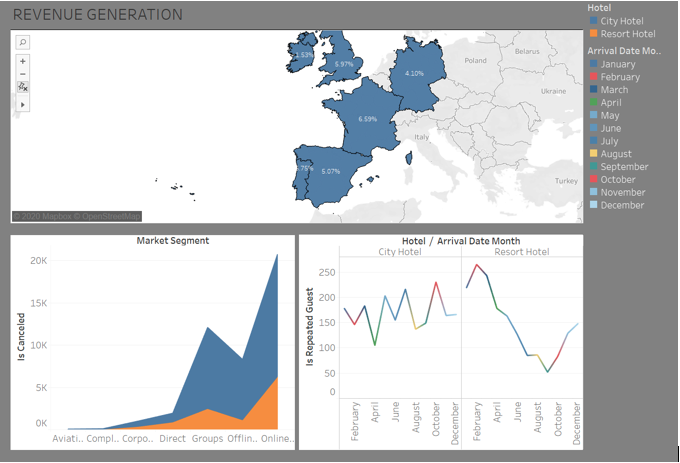 REVENUE GENERATION
Hotel
City Hotel
Resort Hotel
Arrival Date Mo..
January
February
March
April
May
June
July
August
September
October
November
December
Belarus
Poland
Ukraine
Italy
Turkey
5.97%
4.10%
6.59%
5.07%
© 2020 Mapbox © OpenStreetMap
Market Segment
Is Canceled
20K
15K
10K
5K
0K
Aviati.. Compl.. Corpo.. Direct Groups Offlin.. Online..
Hotel / Arrival Date Month
City Hotel Resort Hotel
Is Repeated Guest
250
200
150
100
50
0
February April June August October December February April June August October December